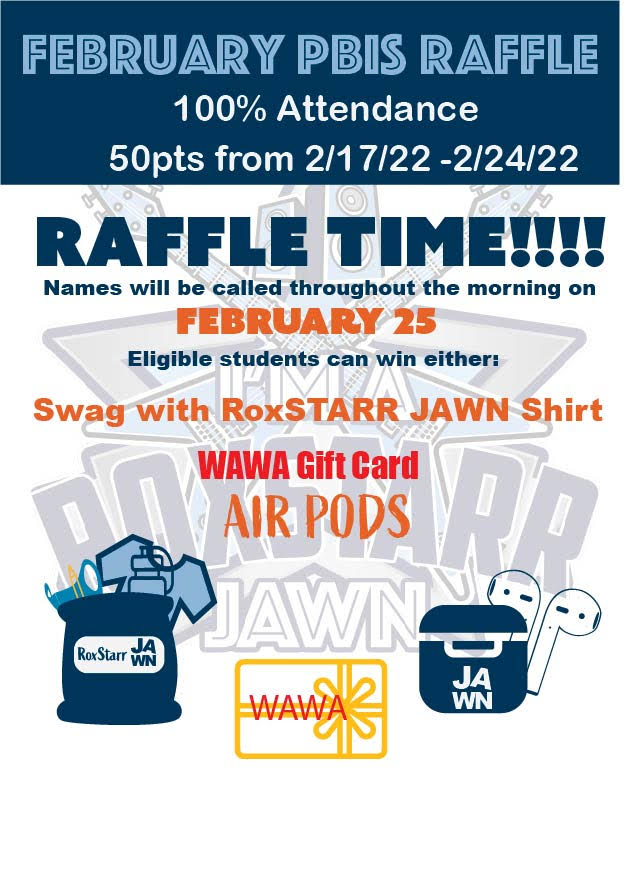 FEBRUARY PBIS RAFFLE
100% Attendance
50pts from 2/17/22 -2/24/22
RAFFLE TIME!!!!
Names will be called throughout the morning on
FEBRUARY 25
Eligible students can win either:
I'M A
Swag with RoxSTARR JAWN Shirt
WAWA Gift Card
AIR PODS
ROXSTARR
JAWN
RoxStarr JA
WN
JA
WN
WAWA